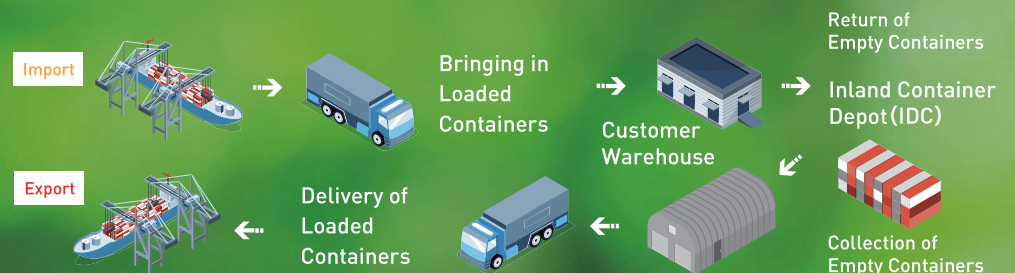 Import
Bringing in
Loaded
Containers
Customer
Warehouse
Return of
Empty Containers
Inland Container
Depot(IDC)
Export
Delivery of
Loaded
Containers
Collection of
Empty Containers